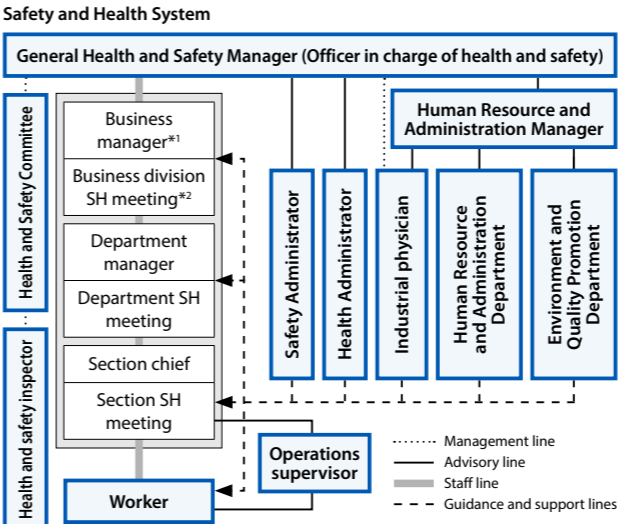 Safety and Health System
General Health and Safety Manager (Officer in charge of health and safety)
Health and Safety Committee
Health and safety inspector
Business
manager*1
Business division
SH meeting*2
Department
manager
Department SH
meeting
Section chief
Section SH
meeting
Worker
Operations
supervisor
Safety Administrator
Health Administrator
Industrial physician
Human Resource and
Administration Manager
Human Resource
and Administration
Department
Environment and
Quality Promotion
Department
Management line
Advisory line
Staff line
Guidance and support lines